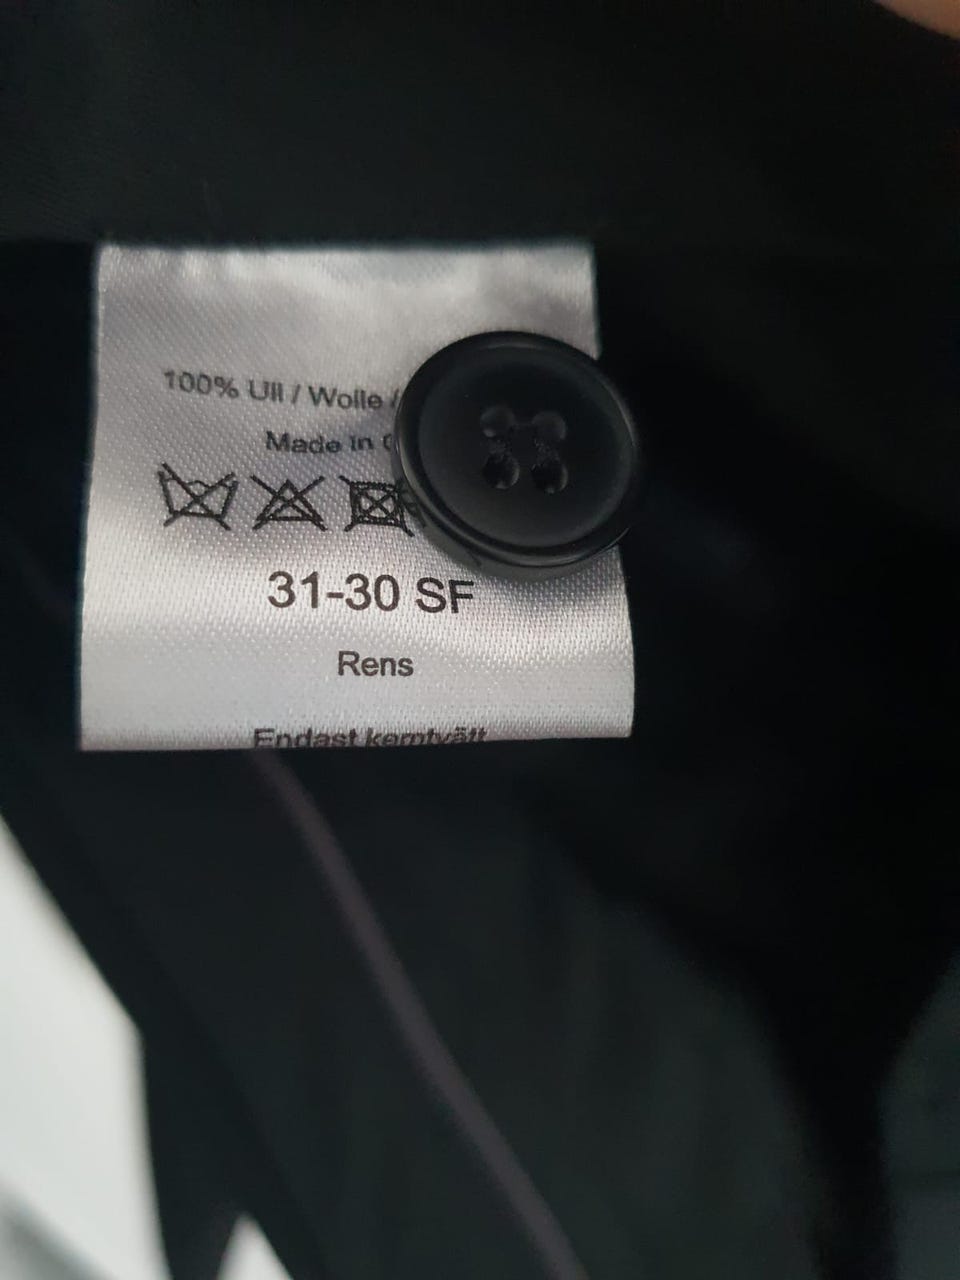 100% Ull / Wolle /
Made in
31-30 SF
Rens
Endast kemtvätt